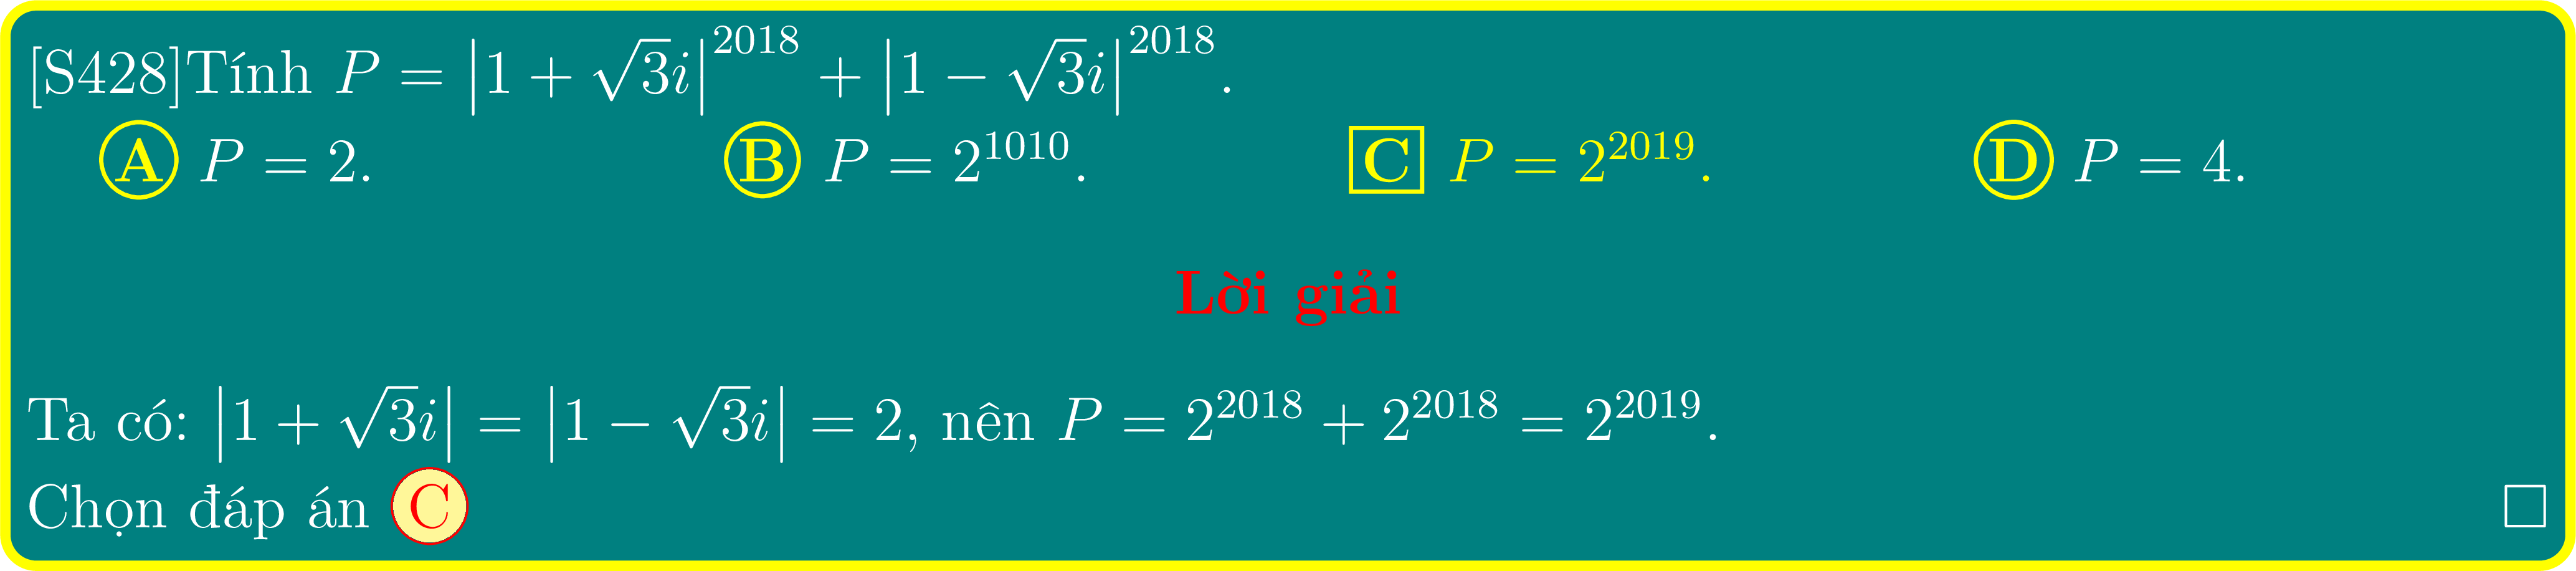 [S428]Tính $P = \left|1 + \sqrt{3}i\right|^{2018} + \left|1 - \sqrt{3}i\right|^{2018}$.
A $P = 2$. B $P = 2^{1010}$. C $P = 2^{2019}$. D $P = 4$.
Lời giải
Ta có: $\left|1 + \sqrt{3}i\right| = \left|1 - \sqrt{3}i\right| = 2$, nên $P = 2^{2018} + 2^{2018} = 2^{2019}$.
Chọn đáp án C □